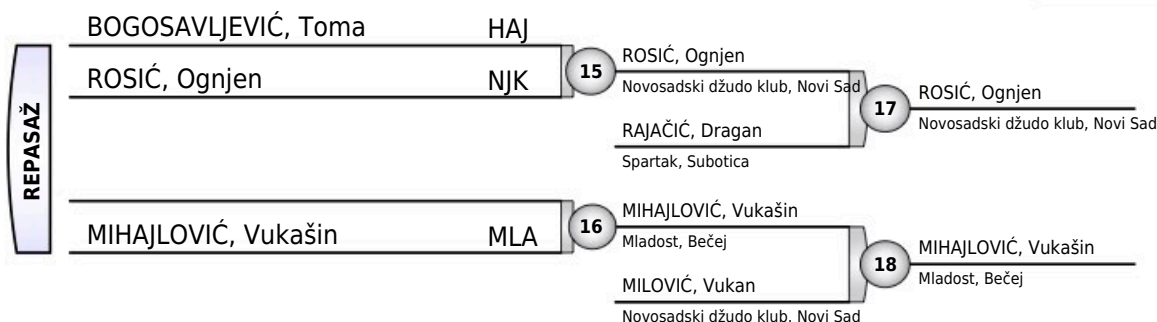 REPASAŽ
BOGOSAVLJEVIĆ, Toma HAJ
ROSIĆ, Ognjen NJK
15
ROSIĆ, Ognjen
Novosadski džudo klub, Novi Sad
RAJAČIĆ, Dragan
Spartak, Subotica
17
ROSIĆ, Ognjen
Novosadski džudo klub, Novi Sad
MIHAJLOVIĆ, Vukašin MLA
16
MIHAJLOVIĆ, Vukašin
Mladost, Bečej
MILOVIĆ, Vukan
Novosadski džudo klub, Novi Sad
18
MIHAJLOVIĆ, Vukašin
Mladost, Bečej